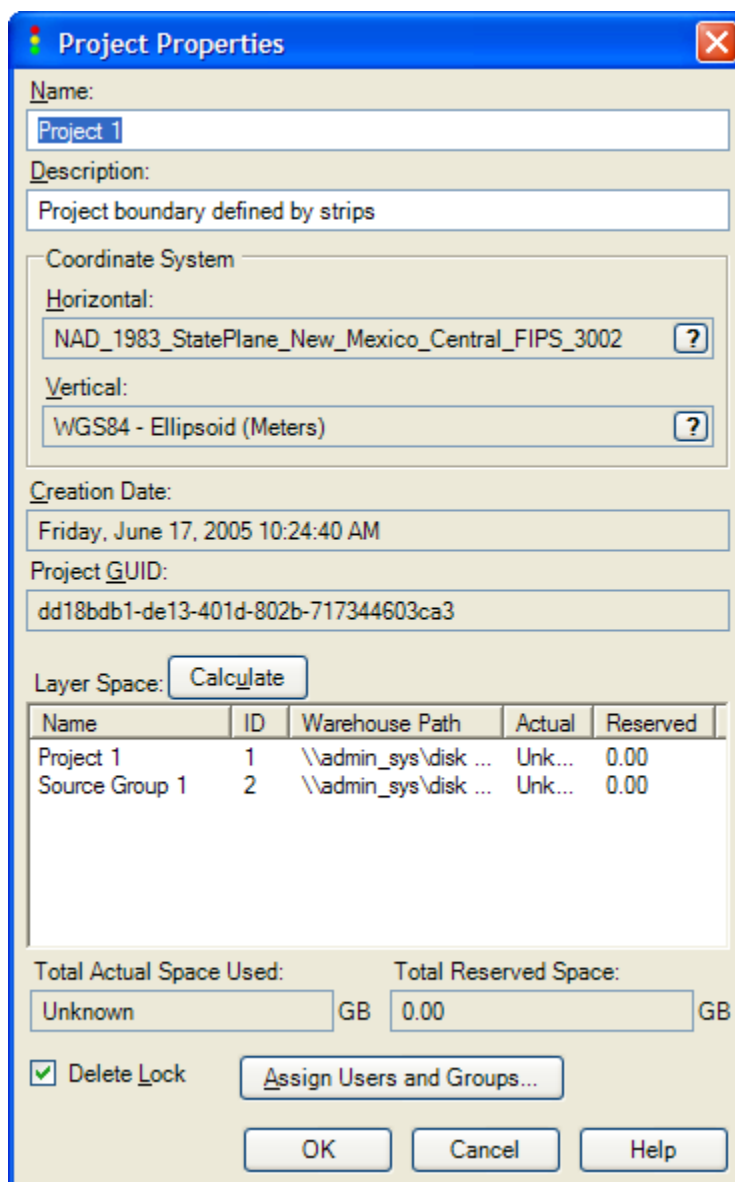 Project Properties
Name:
Project 1
Description:
Project boundary defined by strips
Coordinate System
Horizontal:
NAD_1983_StatePlane_New_Mexico_Central_FIPS_3002 ?
Vertical:
WGS84 - Ellipsoid (Meters) ?
Creation Date:
Friday, June 17, 2005 10:24:40 AM
Project GUID:
dd18bdb1-de13-401d-802b-717344603ca3
Layer Space: Calculate
Name ID Warehouse Path Actual Reserved
Project 1 1 \\admin_sys\disk ... Unk... 0.00
Source Group 1 2 \\admin_sys\disk ... Unk... 0.00
Total Actual Space Used: Total Reserved Space:
Unknown GB 0.00 GB
Delete Lock Assign Users and Groups...
OK Cancel Help